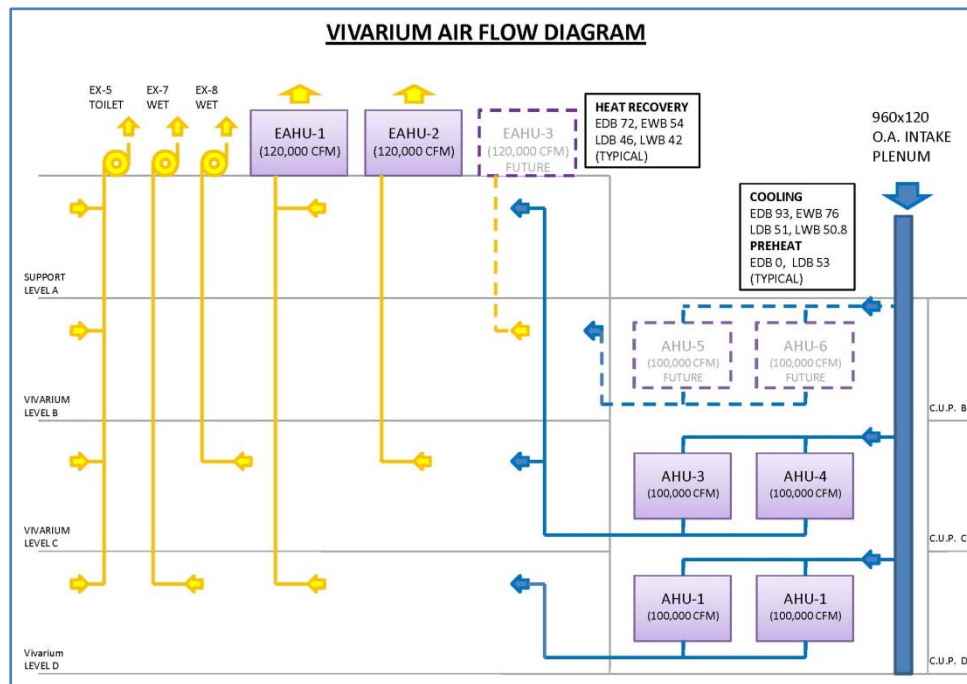 VIVARIUM AIR FLOW DIAGRAM
EX-5
TOILET
EX-7
WET
EX-8
WET
EAHU-1
(120,000 CFM)
EAHU-2
(120,000 CFM)
EAHU-3
(120,000 CFM)
FUTURE
HEAT RECOVERY
EDB 72, EWB 54
LDB 46, LWB 42
(TYPICAL)
960x120
O.A. INTAKE
PLENUM
COOLING
EDB 93, EWB 76
LDB 51, LWB 50.8
PREHEAT
EDB 0, LDB 53
(TYPICAL)
SUPPORT
LEVEL A
AHU-5
(100,000 CFM)
FUTURE
AHU-6
(100,000 CFM)
FUTURE
VIVARIUM
LEVEL B
C.U.P. B
AHU-3
(100,000 CFM)
AHU-4
(100,000 CFM)
VIVARIUM
LEVEL C
C.U.P. C
AHU-1
(100,000 CFM)
AHU-1
(100,000 CFM)
Vivarium
LEVEL D
C.U.P. D